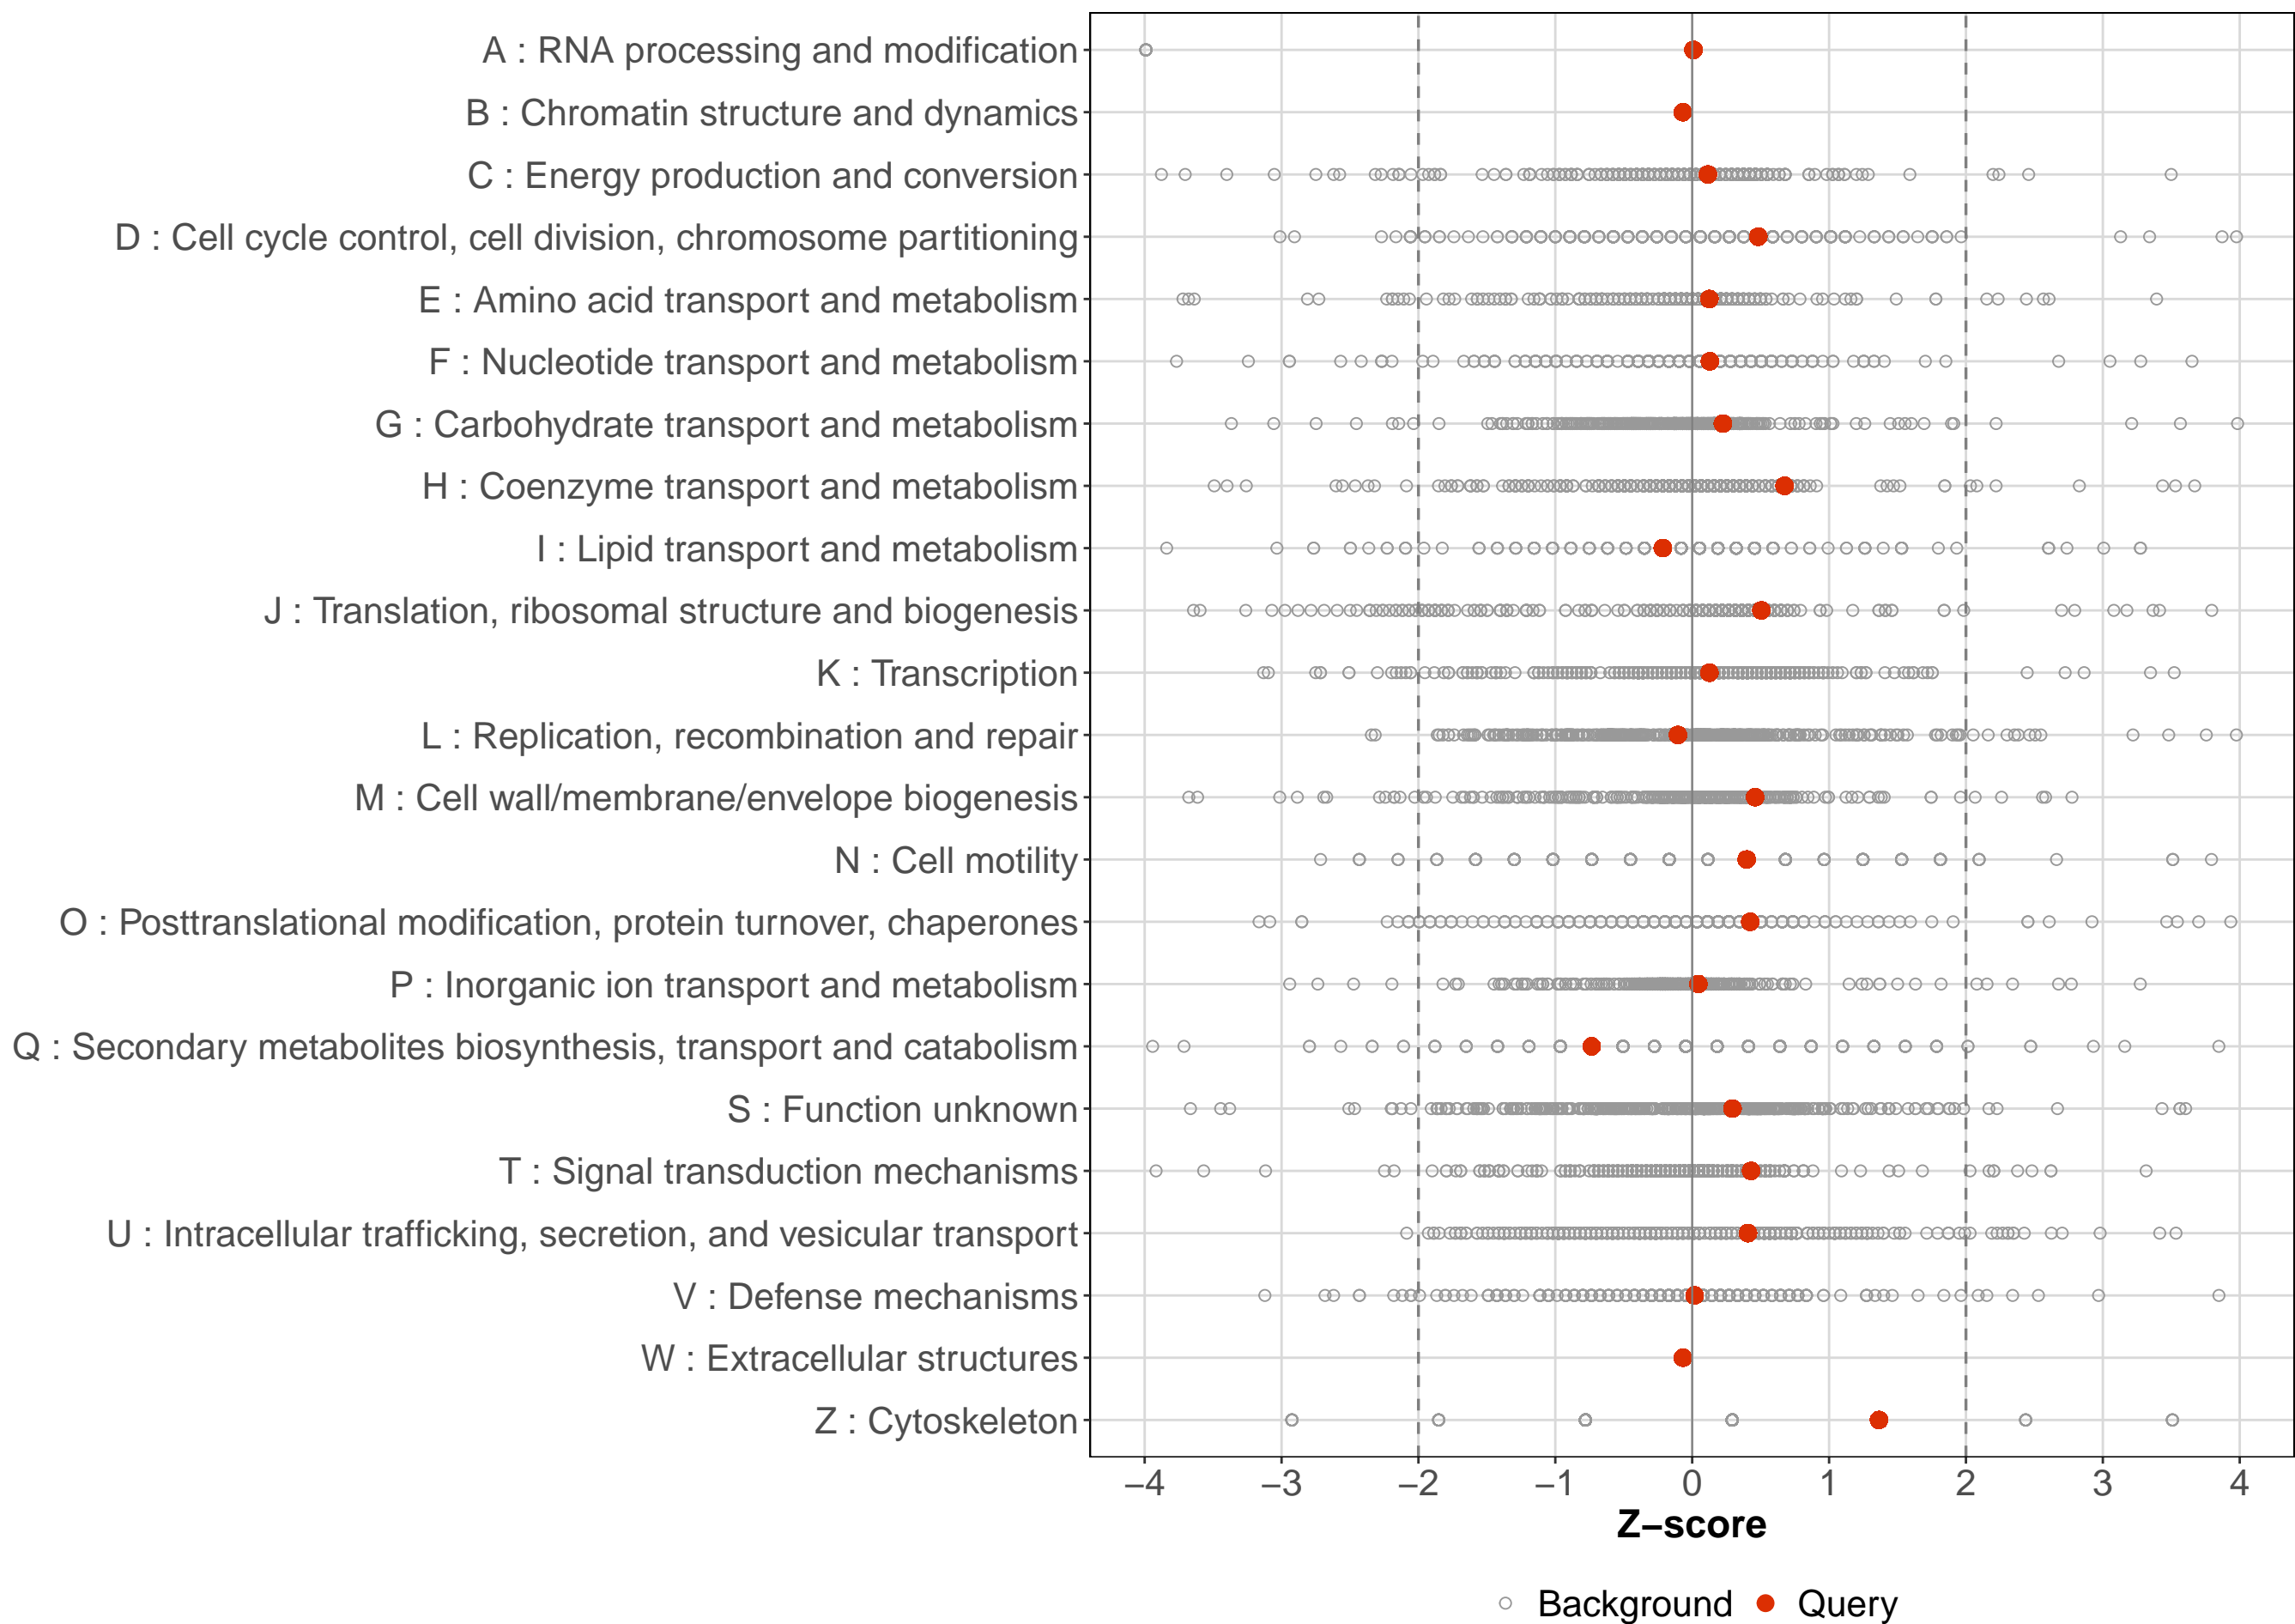 A : RNA processing and modification
B : Chromatin structure and dynamics
C : Energy production and conversion
D : Cell cycle control, cell division, chromosome partitioning
E : Amino acid transport and metabolism
F : Nucleotide transport and metabolism
G : Carbohydrate transport and metabolism
H : Coenzyme transport and metabolism
I : Lipid transport and metabolism
J : Translation, ribosomal structure and biogenesis
K : Transcription
L : Replication, recombination and repair
M : Cell wall/membrane/envelope biogenesis
N : Cell motility
O : Posttranslational modification, protein turnover, chaperones
P : Inorganic ion transport and metabolism
Q : Secondary metabolites biosynthesis, transport and catabolism
S : Function unknown
T : Signal transduction mechanisms
U : Intracellular trafficking, secretion, and vesicular transport
V : Defense mechanisms
W : Extracellular structures
Z : Cytoskeleton
−4 −3 −2 −1 0 1 2 3 4
Z−score
Background Query